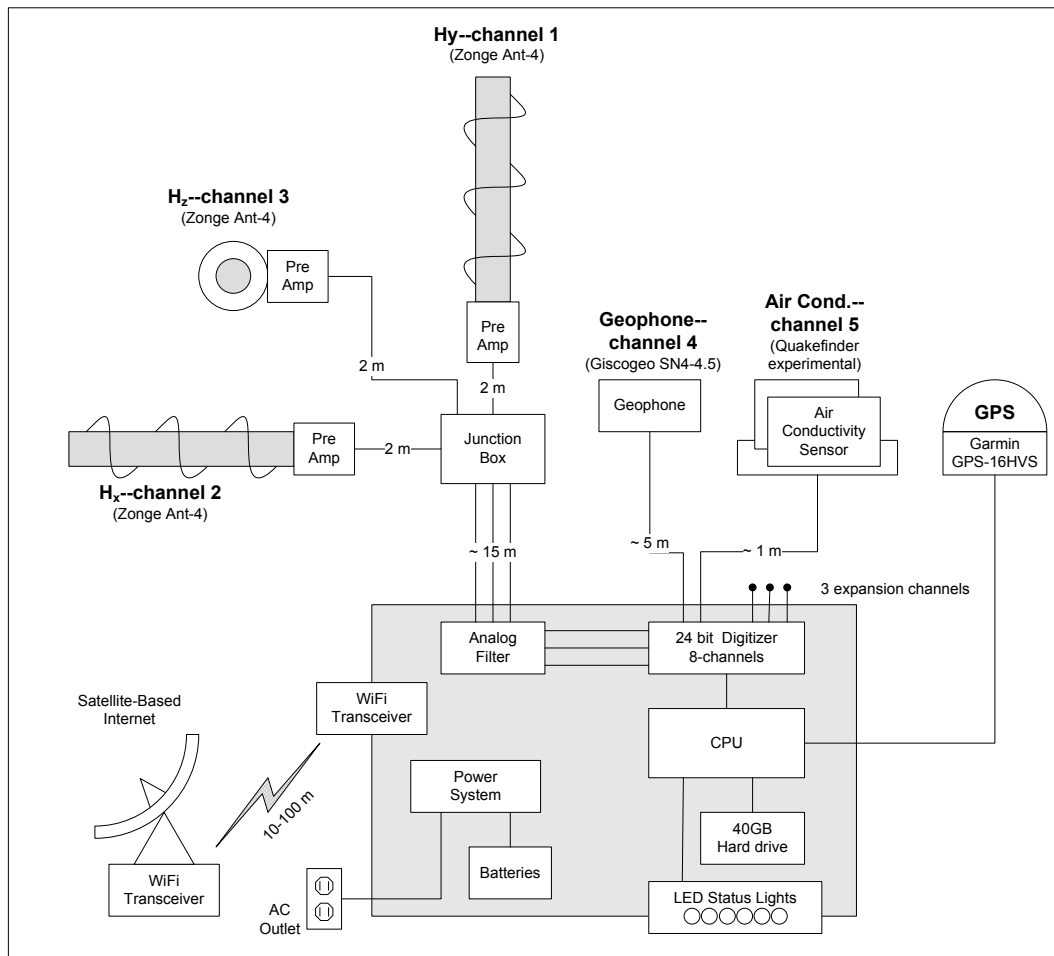 Hy--channel 1
(Zonge Ant-4)
Hz--channel 3
(Zonge Ant-4)
Pre
Amp
2 m
Pre
Amp
2 m
Geophone--
channel 4
(Giscogeo SN4-4.5)
Geophone
Air Cond.--
channel 5
(Quakefinder
experimental)
Air
Conductivity
Sensor
GPS
Garmin
GPS-16HVS
Pre
Amp
2 m
Junction
Box
Hx--channel 2
(Zonge Ant-4)
~ 15 m
~ 5 m
~ 1 m
3 expansion channels
Analog
Filter
24 bit Digitizer
8-channels
Satellite-Based
Internet
WiFi
Transceiver
CPU
10-100 m
Power
System
40GB
Hard drive
WiFi
Transceiver
Batteries
AC
Outlet
LED Status Lights